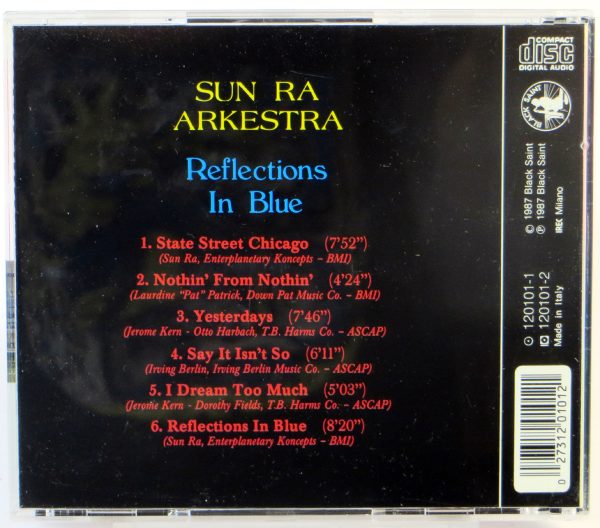 SUN RA
ARKESTRA
Reflections
In Blue
1. State Street Chicago (7'52")
(Sun Ra, Enterplanetary Koncepts – BMI)
2. Nothin' From Nothin' (4'24")
(Laurdine "Pat" Patrick, Down Pat Music Co. – BMI)
3. Yesterdays (7'46")
(Jerome Kern - Otto Harbach, T.B. Harms Co. – ASCAP)
4. Say It Isn't So (6'11")
(Irving Berlin, Irving Berlin Music Co. – ASCAP)
5. I Dream Too Much (5'03")
(Jerome Kern - Dorothy Fields, T.B. Harms Co. – ASCAP)
6. Reflections In Blue (8'20")
(Sun Ra, Enterplanetary Koncepts – BMI)
COMPACT
disc
DIGITAL AUDIO
BLACK SAINT
© 1987 Black Saint
℗ 1987 Black Saint
IREC Milano
120101-1
120101-2
Made in Italy
0 27312 01012